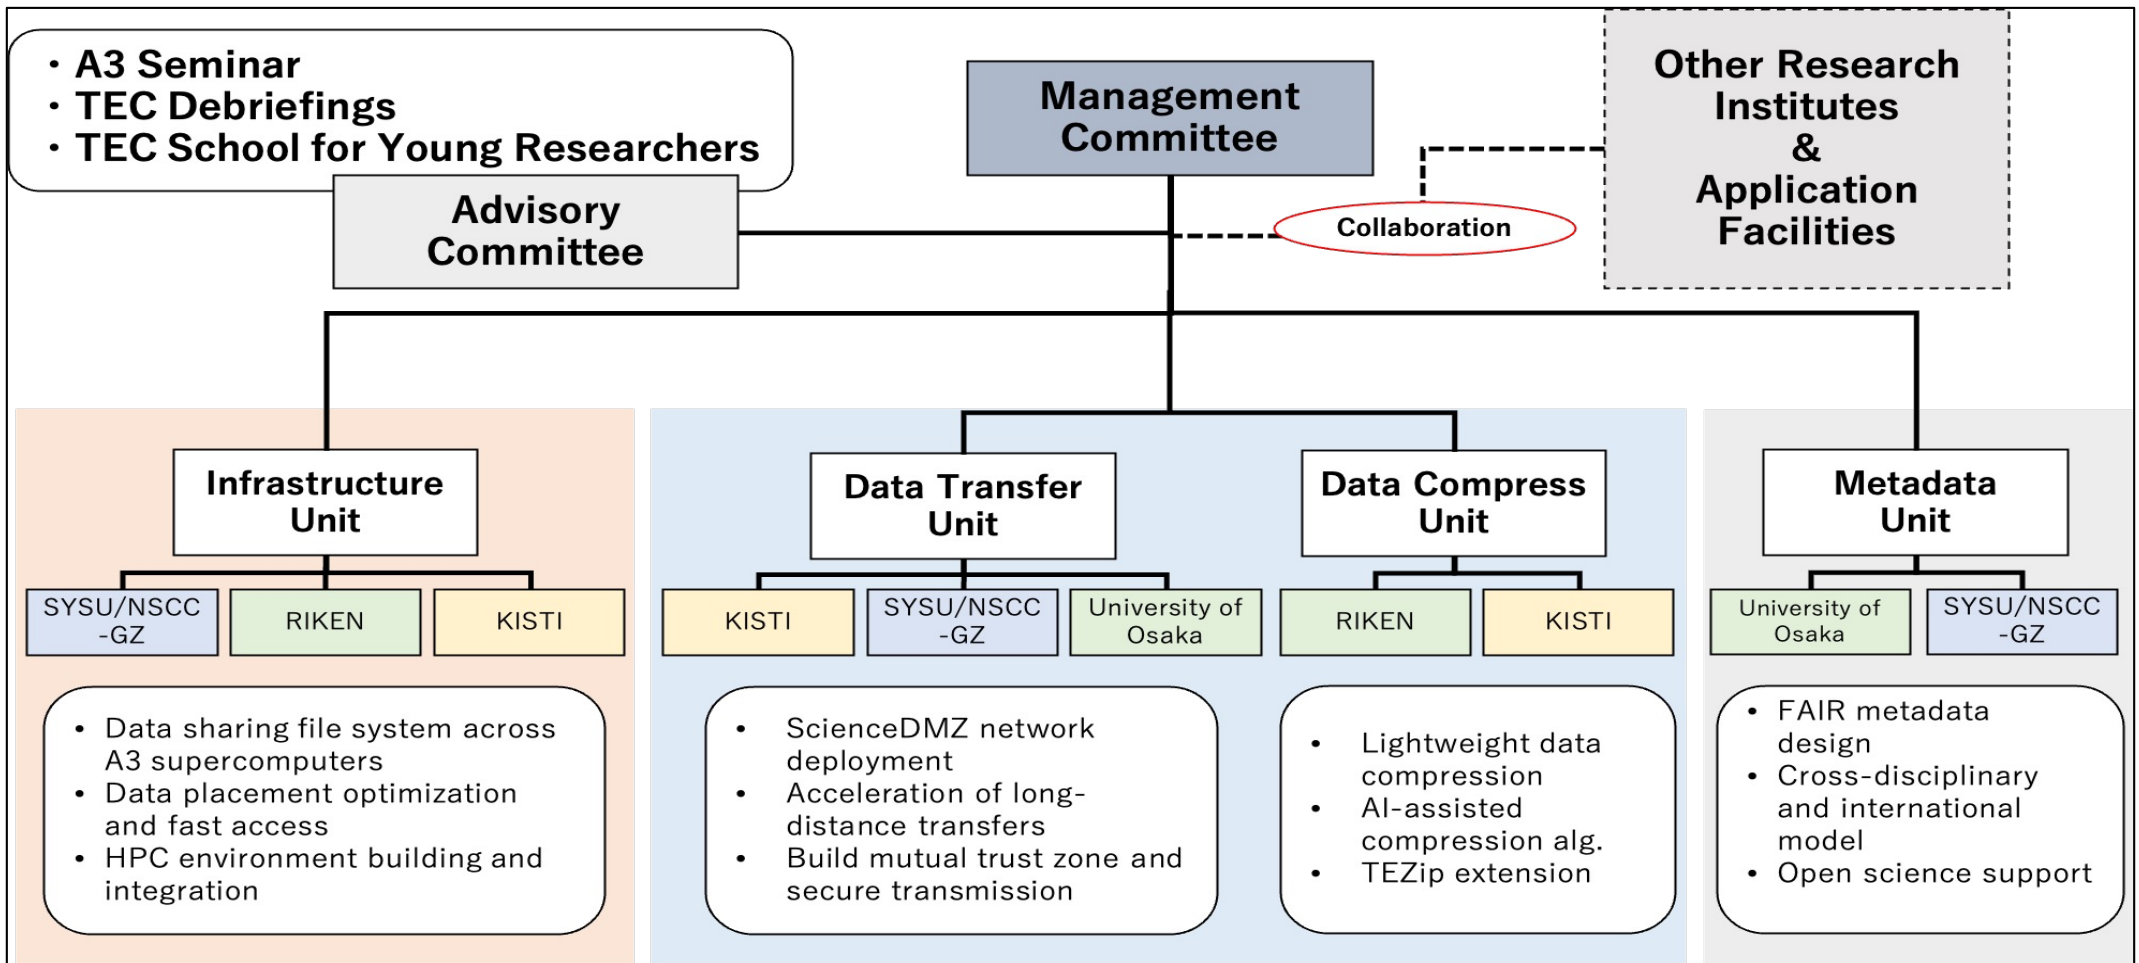 ・A3 Seminar
・TEC Debriefings
・TEC School for Young Researchers
Advisory
Committee
Management
Committee
Collaboration
Other Research
Institutes
&
Application
Facilities
Infrastructure
Unit
SYSU/NSCC
-GZ
RIKEN
KISTI
• Data sharing file system across
A3 supercomputers
• Data placement optimization
and fast access
• HPC environment building and
integration
Data Transfer
Unit
KISTI
SYSU/NSCC
-GZ
University of
Osaka
• ScienceDMZ network
deployment
• Acceleration of long-
distance transfers
• Build mutual trust zone and
secure transmission
Data Compress
Unit
RIKEN
KISTI
• Lightweight data
compression
• AI-assisted
compression alg.
• TEZip extension
Metadata
Unit
University of
Osaka
SYSU/NSCC
-GZ
• FAIR metadata
design
• Cross-disciplinary
and international
model
• Open science support